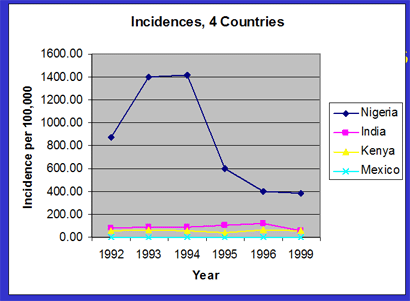 Incidences, 4 Countries
1600.00
1400.00
1200.00
1000.00
800.00
600.00
400.00
200.00
0.00
Incidence per 100,000
1992 1993 1994 1995 1996 1999
Year
Nigeria
India
Kenya
Mexico